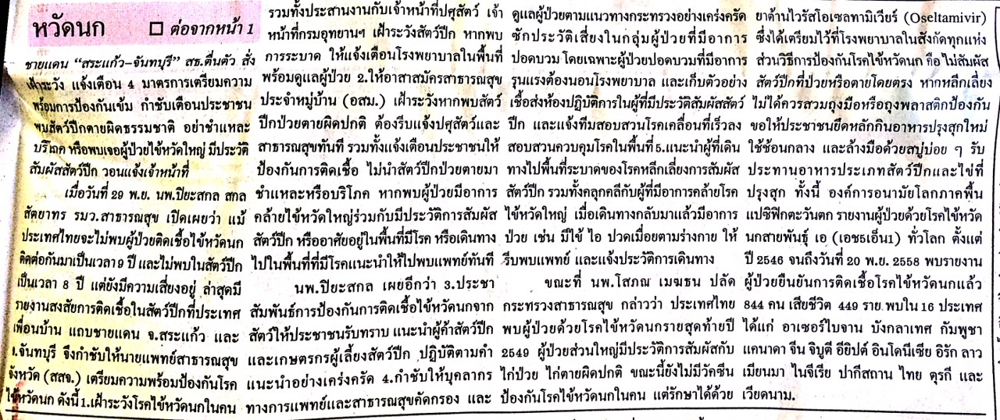 หวัดนก
□ ต่อจากหน้า 1
ชายแดน “สระแก้ว–จันทบุรี” สธ.ตื่นตัว สั่ง
เฝ้าระวัง แจ้งเตือน 4 มาตรการเตรียมความ
พร้อมการป้องกันเข้ม กำชับเตือนประชาชน
พบสัตว์ปีกตายผิดธรรมชาติ อย่าชำแหละ
บริโภค หรือพบเจอผู้ป่วยไข้หวัดใหญ่ มีประวัติ
สัมผัสสัตว์ปีก วอนแจ้งเจ้าหน้าที่
เมื่อวันที่ 29 พ.ย. นพ.ปิยะสกล สกล
สัตยาทร รมว.สาธารณสุข เปิดเผยว่า แม้
ประเทศไทยจะไม่พบผู้ป่วยติดเชื้อไข้หวัดนก
ติดต่อกันมาเป็นเวลา 9 ปี และไม่พบในสัตว์ปีก
เป็นเวลา 8 ปี แต่ยังมีความเสี่ยงอยู่ ล่าสุดมี
รายงานสงสัยการติดเชื้อในสัตว์ปีกที่ประเทศ
เพื่อนบ้าน แถบชายแดน จ.สระแก้ว และ
จ.จันทบุรี จึงกำชับให้นายแพทย์สาธารณสุข
จังหวัด (สสจ.) เตรียมความพร้อมป้องกันโรค
ไข้หวัดนก ดังนี้ 1.เฝ้าระวังโรคไข้หวัดนกในคน
รวมทั้งประสานงานกับเจ้าหน้าที่ปศุสัตว์ เจ้า
หน้าที่กรมอุทยานฯ เฝ้าระวังสัตว์ปีก หากพบ
การระบาด ให้แจ้งเตือนโรงพยาบาลในพื้นที่
พร้อมดูแลผู้ป่วย 2.ให้อาสาสมัครสาธารณสุข
ประจำหมู่บ้าน (อสม.) เฝ้าระวังหากพบสัตว์
ปีกป่วยตายผิดปกติ ต้องรีบแจ้งปศุสัตว์และ
สาธารณสุขทันที รวมทั้งแจ้งเตือนประชาชนให้
ป้องกันการติดเชื้อ ไม่นำสัตว์ปีกป่วยตายมา
ชำแหละหรือบริโภค หากพบผู้ป่วยมีอาการ
คล้ายไข้หวัดใหญ่ร่วมกับมีประวัติการสัมผัส
สัตว์ปีก หรืออาศัยอยู่ในพื้นที่มีโรค หรือเดินทาง
ไปในพื้นที่ที่มีโรคแนะนำให้ไปพบแพทย์ทันที
นพ.ปิยะสกล เผยอีกว่า 3.ประชา
สัมพันธ์การป้องกันการติดเชื้อไข้หวัดนกจาก
สัตว์ให้ประชาชนรับทราบ แนะนำผู้ค้าสัตว์ปีก
และเกษตรกรผู้เลี้ยงสัตว์ปีก ปฏิบัติตามคำ
แนะนำอย่างเคร่งครัด 4.กำชับให้บุคลากร
ทางการแพทย์และสาธารณสุขคัดกรอง และ
ดูแลผู้ป่วยตามแนวทางกระทรวงอย่างเคร่งครัด
ซักประวัติเสี่ยงในกลุ่มผู้ป่วยที่มีอาการ
ปอดบวม โดยเฉพาะผู้ป่วยปอดบวมที่มีอาการ
รุนแรงต้องนอนโรงพยาบาล และเก็บตัวอย่าง
เชื้อส่งห้องปฏิบัติการในผู้ที่มีประวัติสัมผัสสัตว์
ปีก และแจ้งทีมสอบสวนโรคเคลื่อนที่เร็วลง
สอบสวนควบคุมโรคในพื้นที่ 5.แนะนำผู้ที่เดิน
ทางไปพื้นที่ระบาดของโรคหลีกเลี่ยงการสัมผัส
สัตว์ปีก รวมทั้งคลุกคลีกับผู้ที่มีอาการคล้ายโรค
ไข้หวัดใหญ่ เมื่อเดินทางกลับมาแล้วมีอาการ
ป่วย เช่น มีไข้ ไอ ปวดเมื่อยตามร่างกาย ให้
รีบพบแพทย์ และแจ้งประวัติการเดินทาง
ขณะที่ นพ.โสภณ เมฆธน ปลัด
กระทรวงสาธารณสุข กล่าวว่า ประเทศไทย
พบผู้ป่วยด้วยโรคไข้หวัดนกรายสุดท้ายปี
2549 ผู้ป่วยส่วนใหญ่มีประวัติการสัมผัสกับ
ไก่ป่วย ไก่ตายผิดปกติ ขณะนี้ยังไม่มีวัคซีน
ป้องกันโรคไข้หวัดนกในคน แต่รักษาได้ด้วย
ยาต้านไวรัสโอเซลทามิเวียร์ (Oseltamivir)
ซึ่งได้เตรียมไว้ที่โรงพยาบาลในสังกัดทุกแห่ง
ส่วนวิธีการป้องกันโรคไข้หวัดนก คือ ไม่สัมผัส
สัตว์ปีกที่ป่วยหรือตายโดยตรง หากหลีกเลี่ยง
ไม่ได้ควรสวมถุงมือหรือถุงพลาสติกป้องกัน
ขอให้ประชาชนยึดหลักกินอาหารปรุงสุกใหม่
ใช้ช้อนกลาง และล้างมือด้วยสบู่บ่อย ๆ รับ
ประทานอาหารประเภทสัตว์ปีกและไข่ที่
ปรุงสุก ทั้งนี้ องค์การอนามัยโลกภาคพื้น
แปซิฟิกตะวันตก รายงานผู้ป่วยด้วยโรคไข้หวัด
นกสายพันธุ์ เอ (เอช5เอ็น1) ทั่วโลก ตั้งแต่
ปี 2546 จนถึงวันที่ 20 พ.ย. 2558 พบรายงาน
ผู้ป่วยยืนยันการติดเชื้อโรคไข้หวัดนกแล้ว
844 คน เสียชีวิต 449 ราย พบใน 16 ประเทศ
ได้แก่ อาเซอร์ไบจาน บังกลาเทศ กัมพูชา
แคนาดา จีน จิบูตี อียิปต์ อินโดนีเซีย อิรัก ลาว
เมียนมา ไนจีเรีย ปากีสถาน ไทย ตุรกี และ
เวียดนาม.